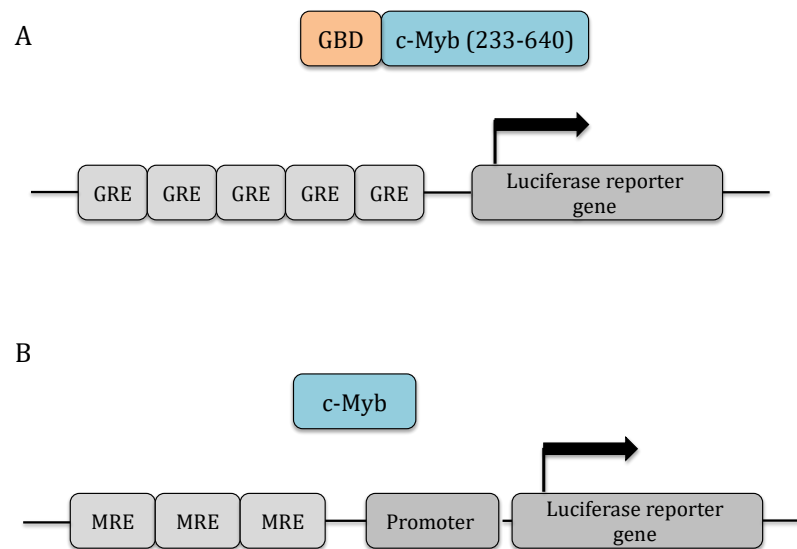 A
GBD c-Myb (233-640)
GRE GRE GRE GRE GRE
Luciferase reporter
gene
B
c-Myb
MRE MRE MRE
Promoter
Luciferase reporter
gene